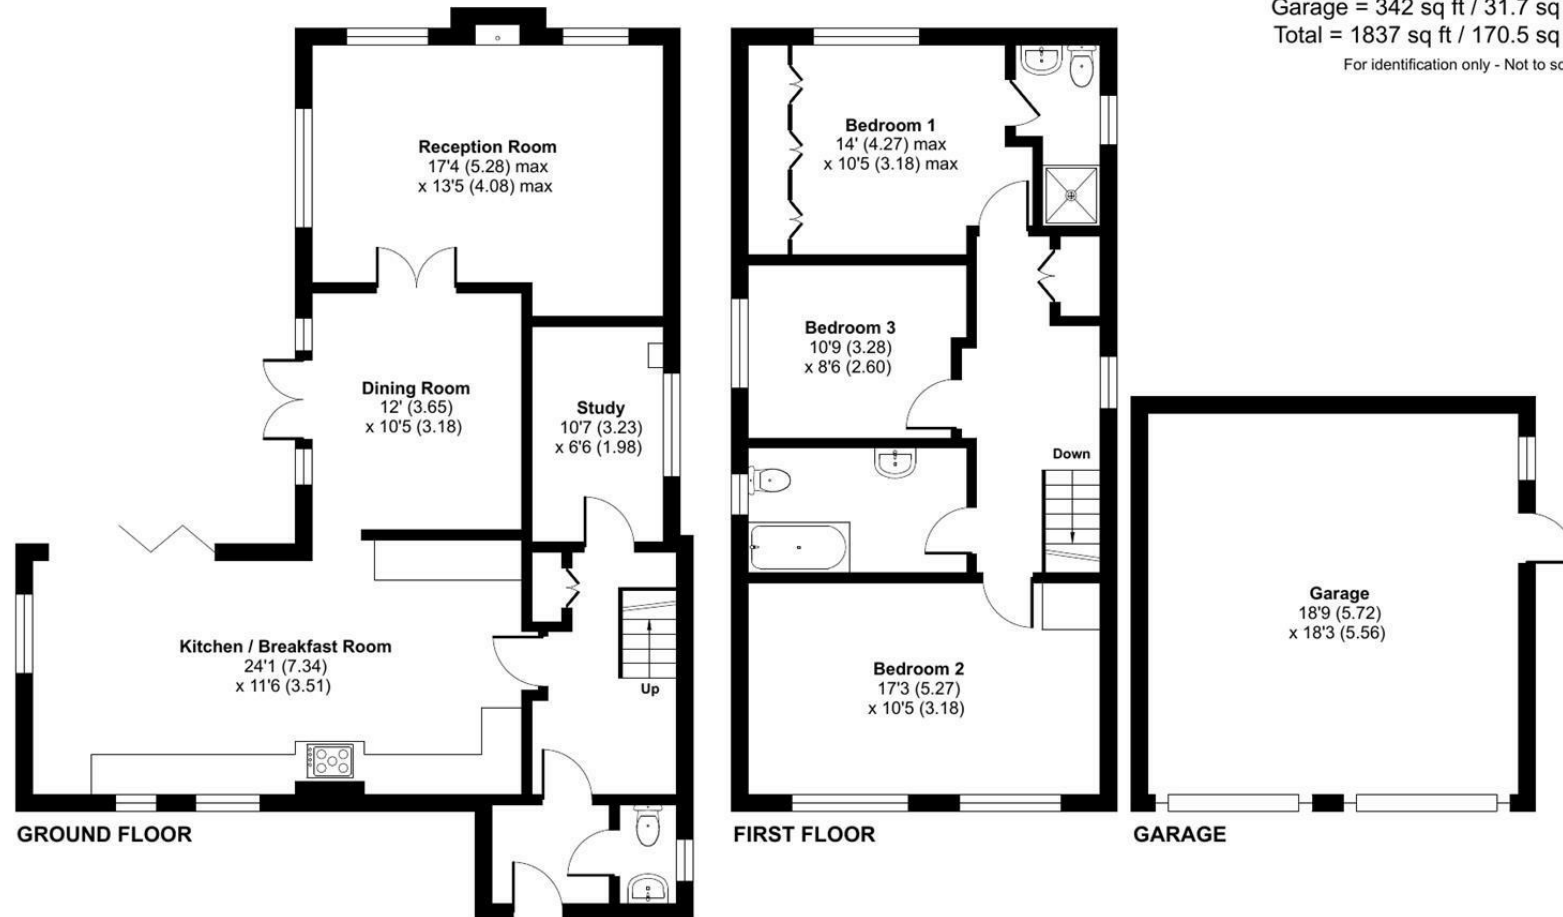 Garage = 342 sq ft / 31.7 sq
Total = 1837 sq ft / 170.5 sq
For identification only - Not to
Reception Room
17'4 (5.28) max
x 13'5 (4.08) max
Dining Room
12' (3.65)
x 10'5 (3.18)
Study
10'7 (3.23)
x 6'6 (1.98)
Kitchen / Breakfast Room
24'1 (7.34)
x 11'6 (3.51)
Up
GROUND FLOOR
Bedroom 1
14' (4.27) max
x 10'5 (3.18) max
Bedroom 3
10'9 (3.28)
x 8'6 (2.60)
Down
Bedroom 2
17'3 (5.27)
x 10'5 (3.18)
FIRST FLOOR
Garage
18'9 (5.72)
x 18'3 (5.56)
GARAGE